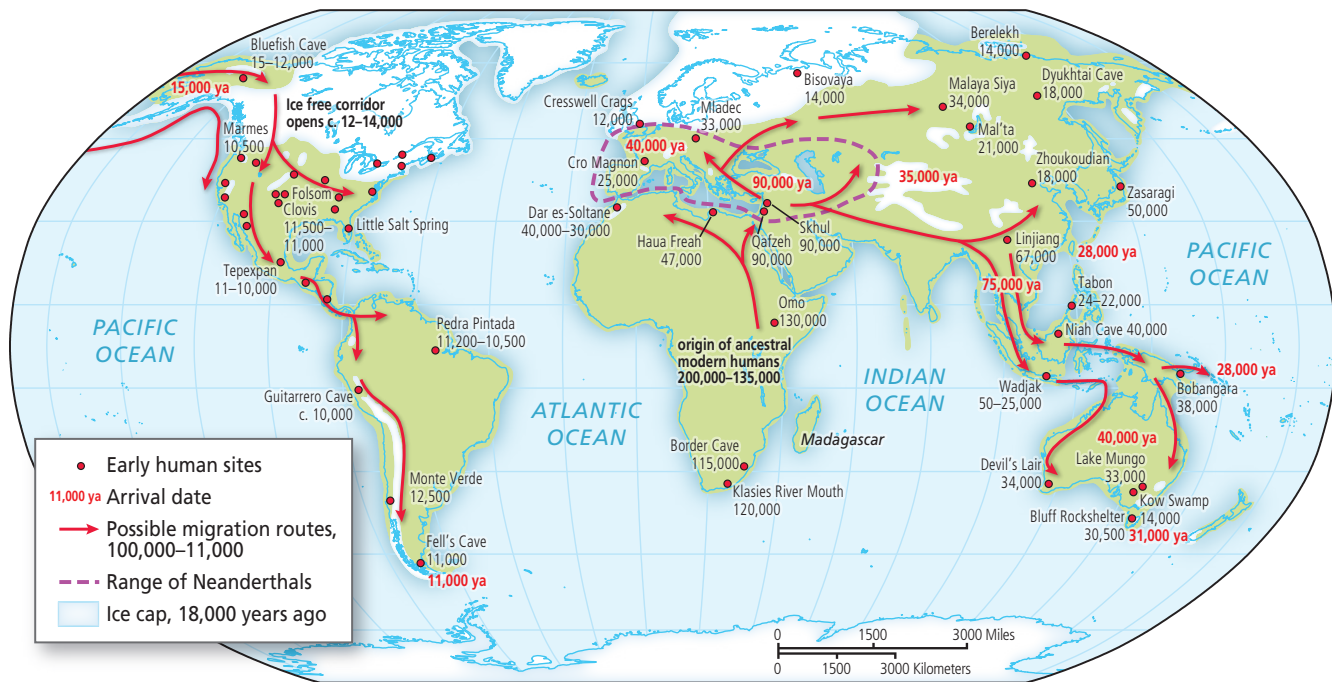 Bluefish Cave
15–12,000
15,000 ya
Ice free corridor
opens c. 12–14,000
Marmes
10,500
Folsom
Clovis
11,500–
11,000
Little Salt Spring
Tepexpan
11–10,000
PACIFIC
OCEAN
Pedra Pintada
11,200–10,500
Guitarrero Cave
c. 10,000
Monte Verde
12,500
Fell's Cave
11,000
11,000 ya
ATLANTIC
OCEAN
Cresswell Crags
12,000
Mladec
33,000
Bisovaya
14,000
40,000 ya
Cro Magnon
25,000
90,000 ya
35,000 ya
Dar es-Soltane
40,000–30,000
Haua Freah
47,000
Qafzeh
90,000
Skhul
90,000
Omo
130,000
origin of ancestral
modern humans
200,000–135,000
Border Cave
115,000
Klasies River Mouth
120,000
Madagascar
INDIAN
OCEAN
Berelekh
14,000
Malaya Siya
34,000
Dyukhtai Cave
18,000
Mal'ta
21,000
Zhoukoudian
18,000
Zasaragi
50,000
Linjiang
67,000
28,000 ya
PACIFIC
OCEAN
75,000 ya
Tabon
24–22,000
Niah Cave 40,000
Wadjak
50–25,000
28,000 ya
Bobangara
38,000
40,000 ya
Devil's Lair
34,000
Lake Mungo
33,000
Kow Swamp
14,000
Bluff Rockshelter
30,500
31,000 ya
Early human sites
11,000 ya Arrival date
Possible migration routes,
100,000–11,000
Range of Neanderthals
Ice cap, 18,000 years ago
0 1500 3000 Miles
0 1500 3000 Kilometers